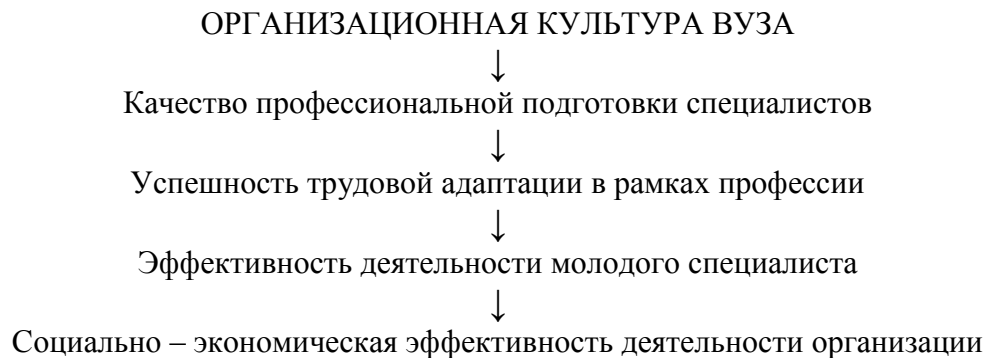 ОРГАНИЗАЦИОННАЯ КУЛЬТУРА ВУЗА
↓
Качество профессиональной подготовки специалистов
↓
Успешность трудовой адаптации в рамках профессии
↓
Эффективность деятельности молодого специалиста
↓
Социально – экономическая эффективность деятельности организации